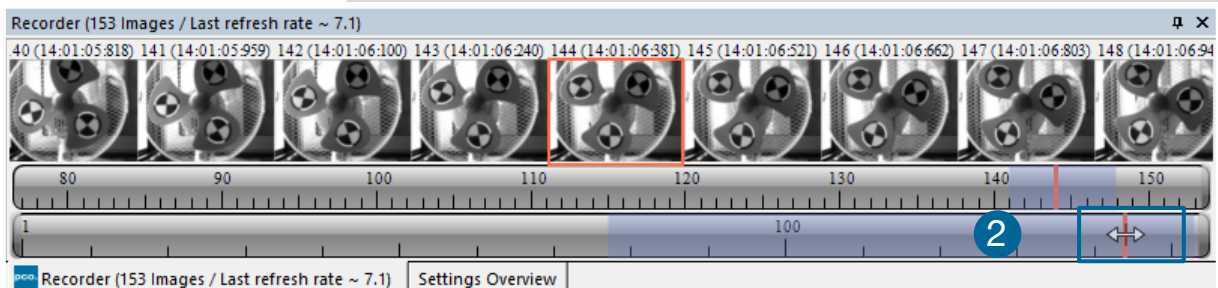 Recorder (153 Images / Last refresh rate ~ 7.1)
40 (14:01:05:818) 141 (14:01:05:959) 142 (14:01:06:100) 143 (14:01:06:240) 144 (14:01:06:381) 145 (14:01:06:521) 146 (14:01:06:662) 147 (14:01:06:803) 148 (14:01:06:94
80 90 100 110 120 130 140 150
1 100
2
pco. Recorder (153 Images / Last refresh rate ~ 7.1) Settings Overview